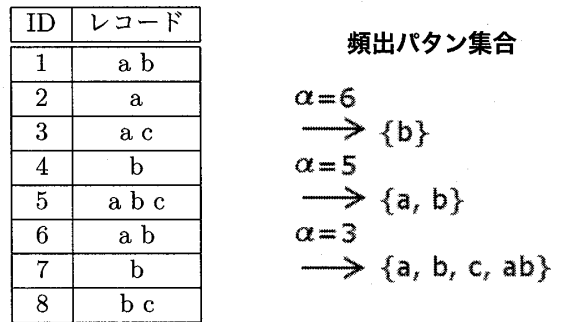 ID レコード
1 a b
2 a
3 a c
4 b
5 a b c
6 a b
7 b
8 b c
頻出パタン集合
α=6
→ {b}
α=5
→ {a, b}
α=3
→ {a, b, c, ab}